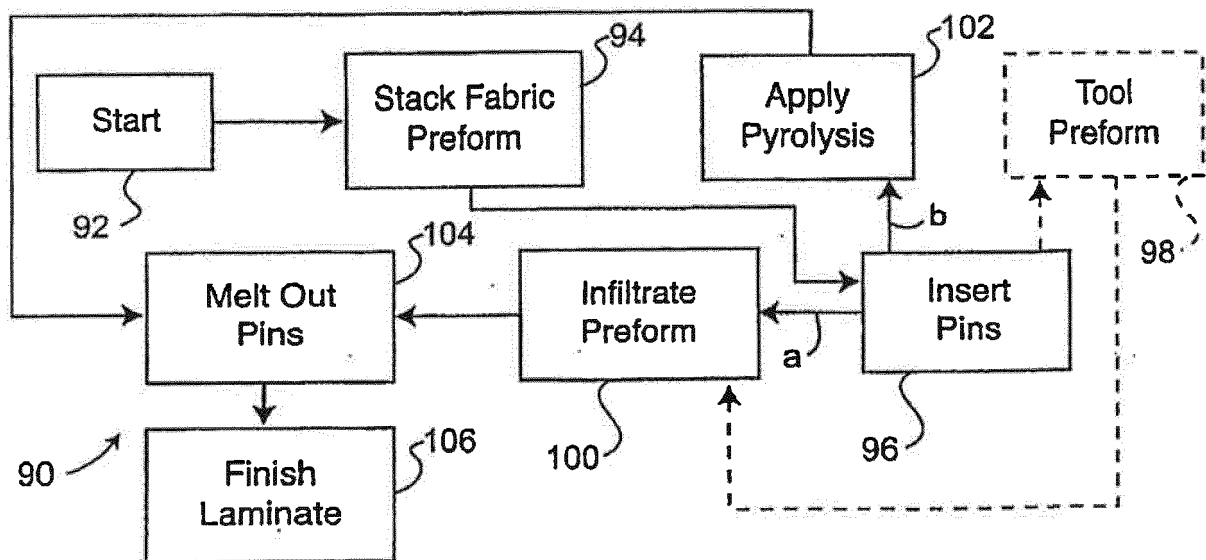 94
102
Start
Stack Fabric
Preform
Apply
Pyrolysis
Tool
Preform
92
104
b
98
Melt Out
Pins
Infiltrate
Preform
Insert
Pins
a
90
106
100
96
Finish
Laminate